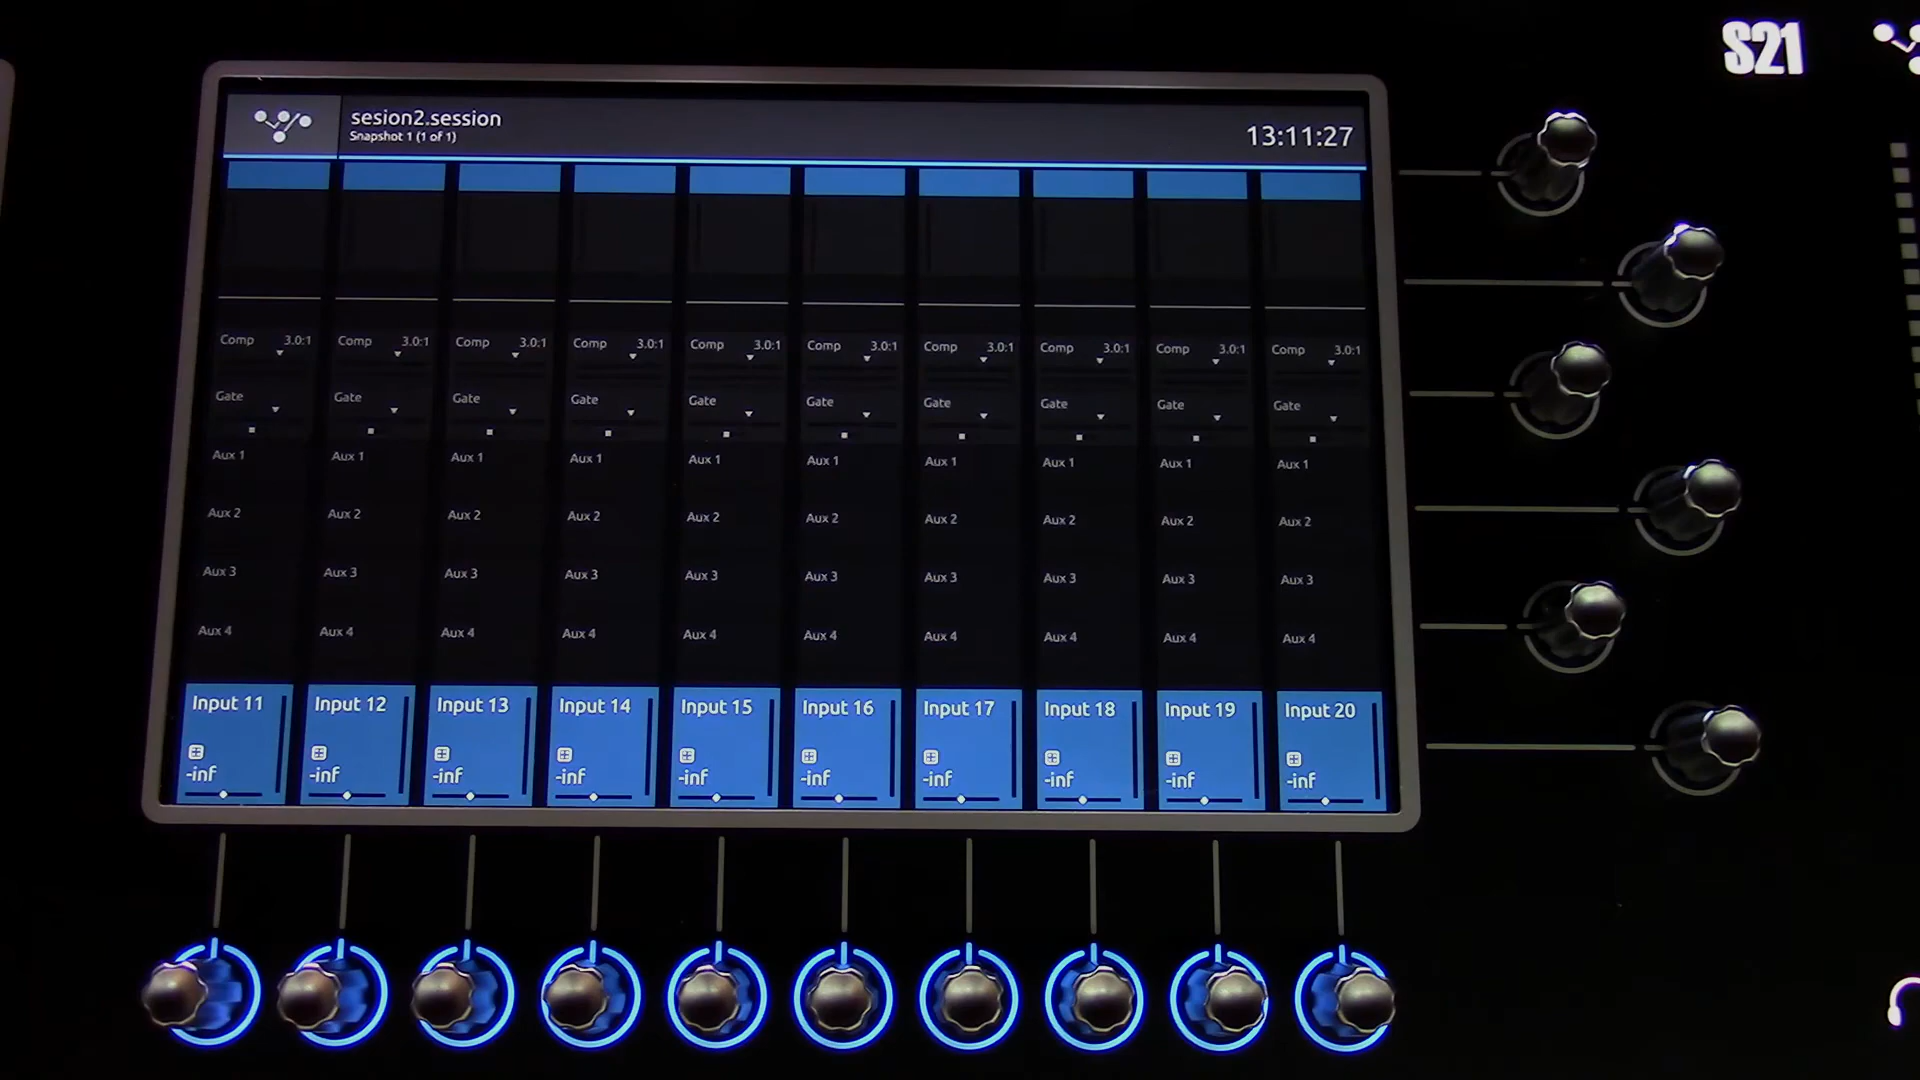 S21
sesion2.session
Snapshot 1 (1 of 1)
13:11:27
Comp 3.0:1 Comp 3.0:1 Comp 3.0:1 Comp 3.0:1 Comp 3.0:1 Comp 3.0:1 Comp 3.0:1 Comp 3.0:1 Comp 3.0:1 Comp 3.0:1
Gate Gate Gate Gate Gate Gate Gate Gate Gate Gate
Aux 1 Aux 1 Aux 1 Aux 1 Aux 1 Aux 1 Aux 1 Aux 1 Aux 1 Aux 1
Aux 2 Aux 2 Aux 2 Aux 2 Aux 2 Aux 2 Aux 2 Aux 2 Aux 2 Aux 2
Aux 3 Aux 3 Aux 3 Aux 3 Aux 3 Aux 3 Aux 3 Aux 3 Aux 3 Aux 3
Aux 4 Aux 4 Aux 4 Aux 4 Aux 4 Aux 4 Aux 4 Aux 4 Aux 4 Aux 4
Input 11 Input 12 Input 13 Input 14 Input 15 Input 16 Input 17 Input 18 Input 19 Input 20
-inf -inf -inf -inf -inf -inf -inf -inf -inf -inf